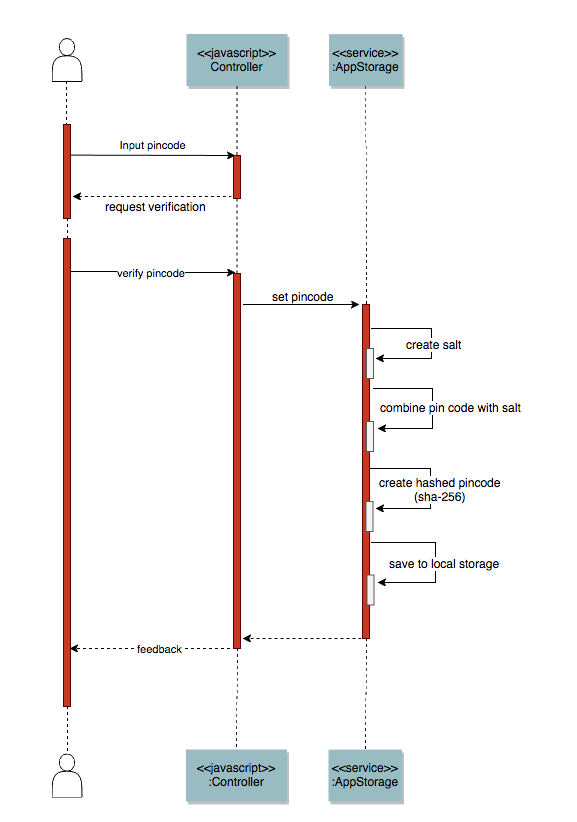 <<javascript>>
Controller
<<service>>
:AppStorage
Input pincode
request verification
verify pincode
set pincode
create salt
combine pin code with salt
create hashed pincode
(sha-256)
save to local storage
feedback
<<javascript>>
:Controller
<<service>>
:AppStorage